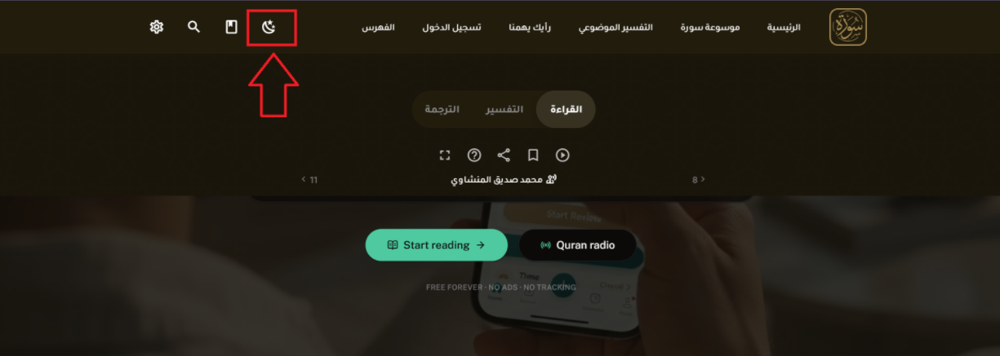 الرئيسية موسوعة سورة التفسير الموضوعي رأيك يهمنا تسجيل الدخول الفهرس
سورة
القراءة التفسير الترجمة
8 >
محمد صديق المنشاوي
< 11
Start Review
Start reading →
Quran radio
FREE FOREVER · NO ADS · NO TRACKING